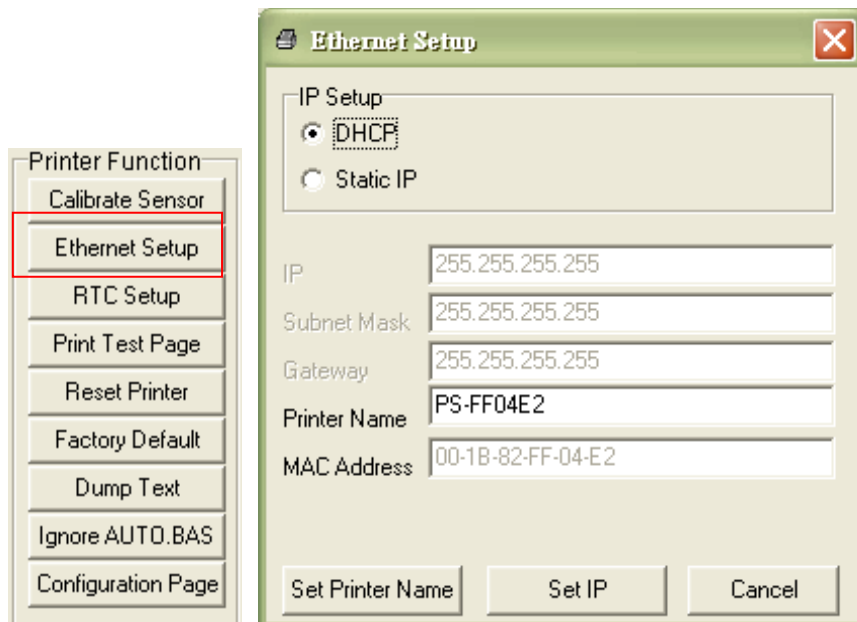 Printer Function
Calibrate Sensor
Ethernet Setup
RTC Setup
Print Test Page
Reset Printer
Factory Default
Dump Text
Ignore AUTO.BAS
Configuration Page
Ethernet Setup
IP Setup
DHCP
Static IP
IP 255.255.255.255
Subnet Mask 255.255.255.255
Gateway 255.255.255.255
Printer Name PS-FF04E2
MAC Address 00-1B-82-FF-04-E2
Set Printer Name Set IP Cancel